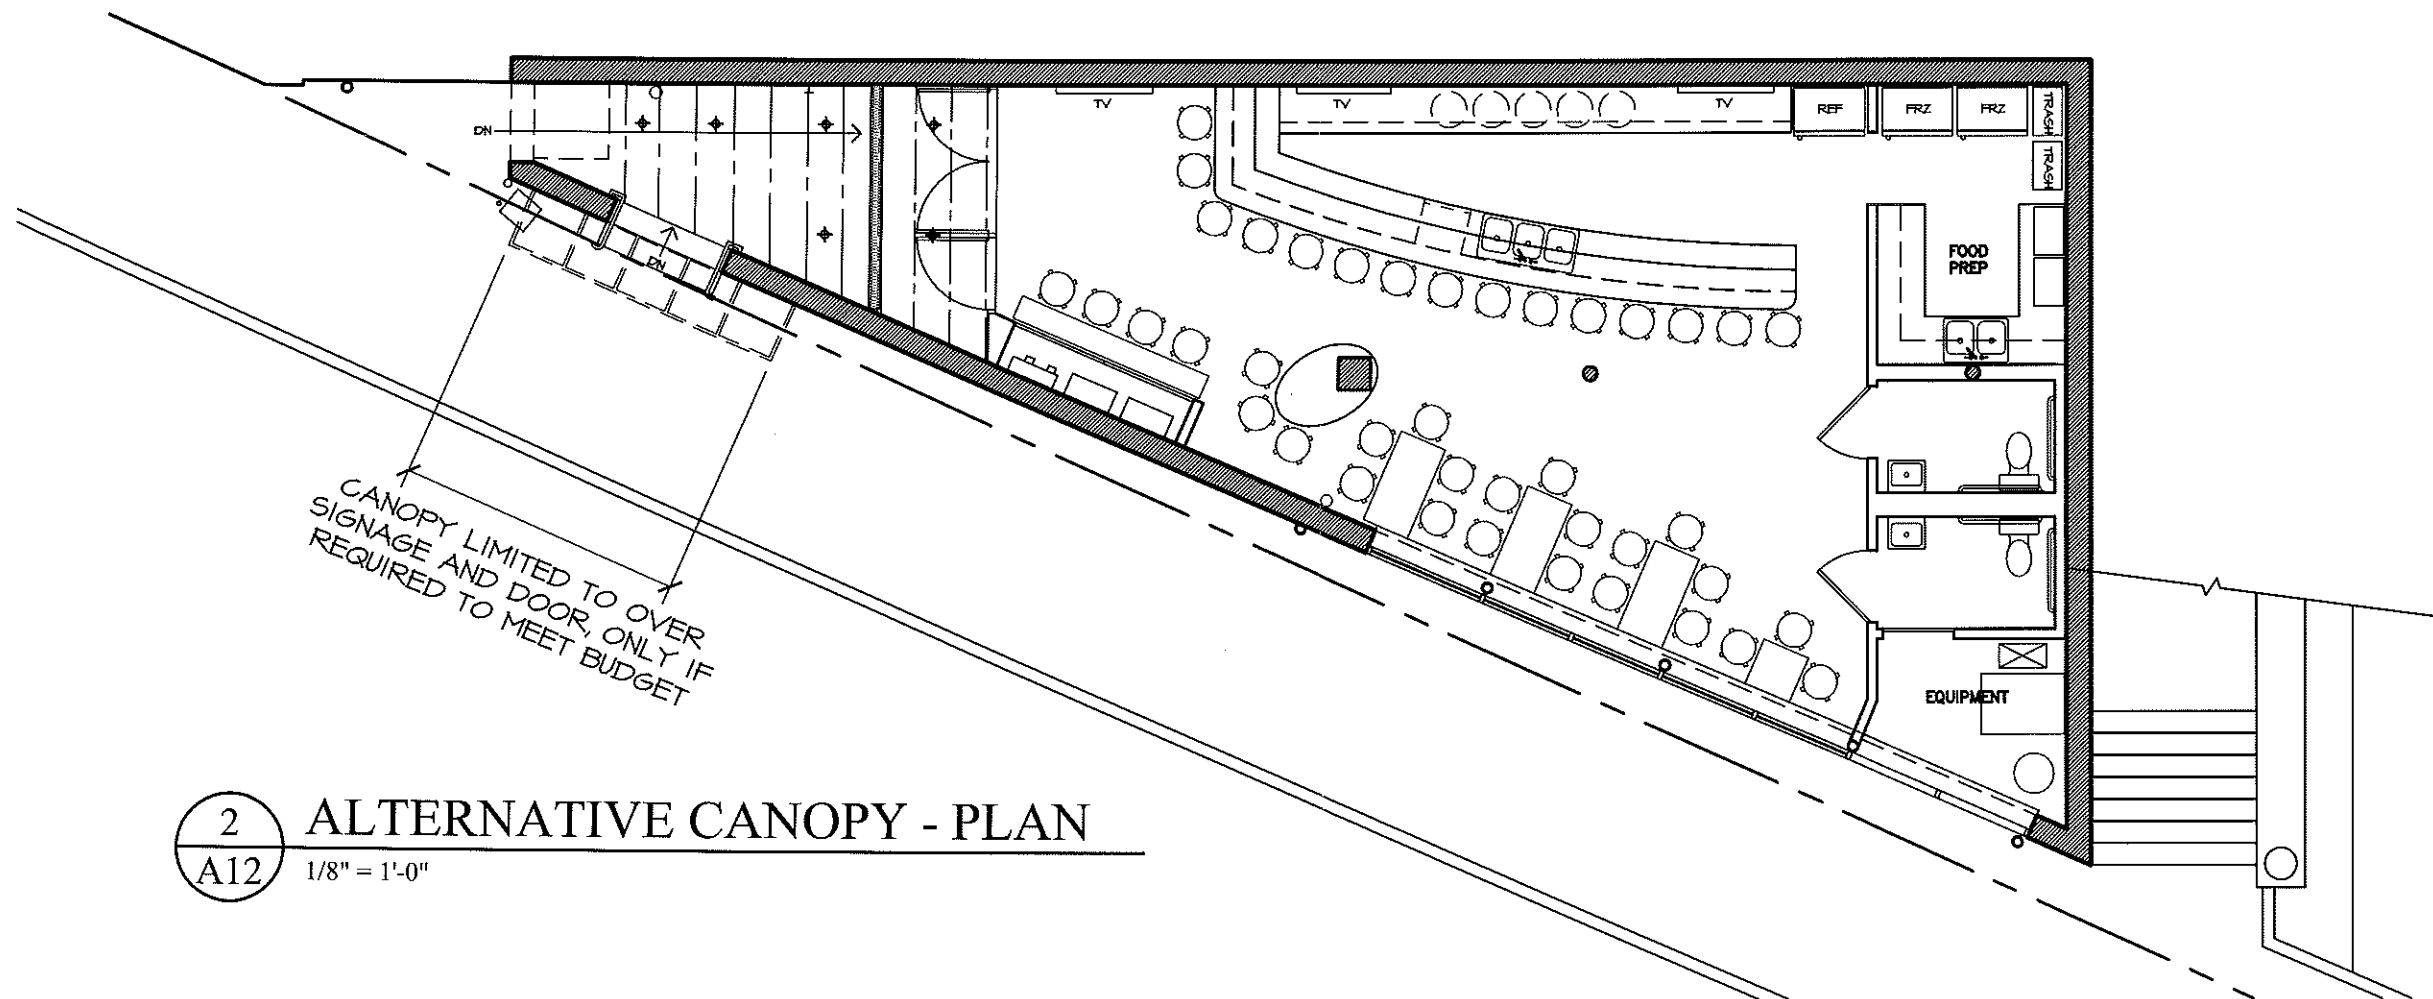 TV
TV
TV
REF
FRZ
FRZ
TRASH
TRASH
DN
DN
FOOD
PREP
EQUIPMENT
CANOPY LIMITED TO OVER
SIGNAGE AND DOOR, ONLY IF
REQUIRED TO MEET BUDGET
2
A12
ALTERNATIVE CANOPY - PLAN
1/8" = 1'-0"